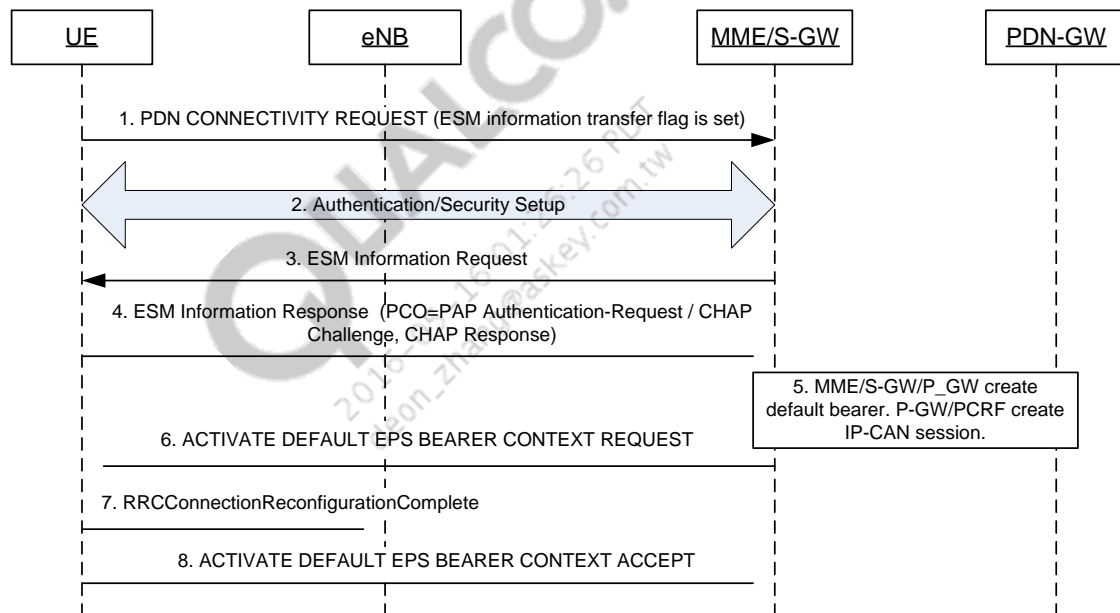 UE
eNB
MME/S-GW
PDN-GW
1. PDN CONNECTIVITY REQUEST (ESM information transfer flag is set)
2. Authentication/Security Setup
3. ESM Information Request
4. ESM Information Response (PCO=PAP Authentication-Request / CHAP
Challenge, CHAP Response)
5. MME/S-GW/P_GW create
default bearer. P-GW/PCRF create
IP-CAN session.
6. ACTIVATE DEFAULT EPS BEARER CONTEXT REQUEST
7. RRCConnectionReconfigurationComplete
8. ACTIVATE DEFAULT EPS BEARER CONTEXT ACCEPT